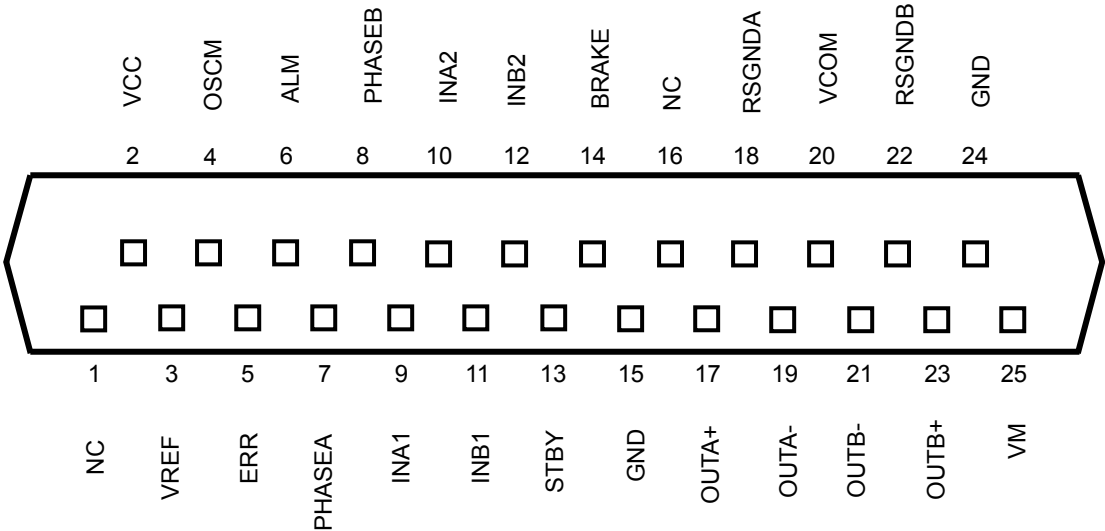 VCC OSCM ALM PHASEB INA2 INB2 BRAKE NC RSGNDA VCOM RSGNDB GND
2 4 6 8 10 12 14 16 18 20 22 24
1 3 5 7 9 11 13 15 17 19 21 23 25
NC VREF ERR PHASEA INA1 INB1 STBY GND OUTA+ OUTA- OUTB- OUTB+ VM